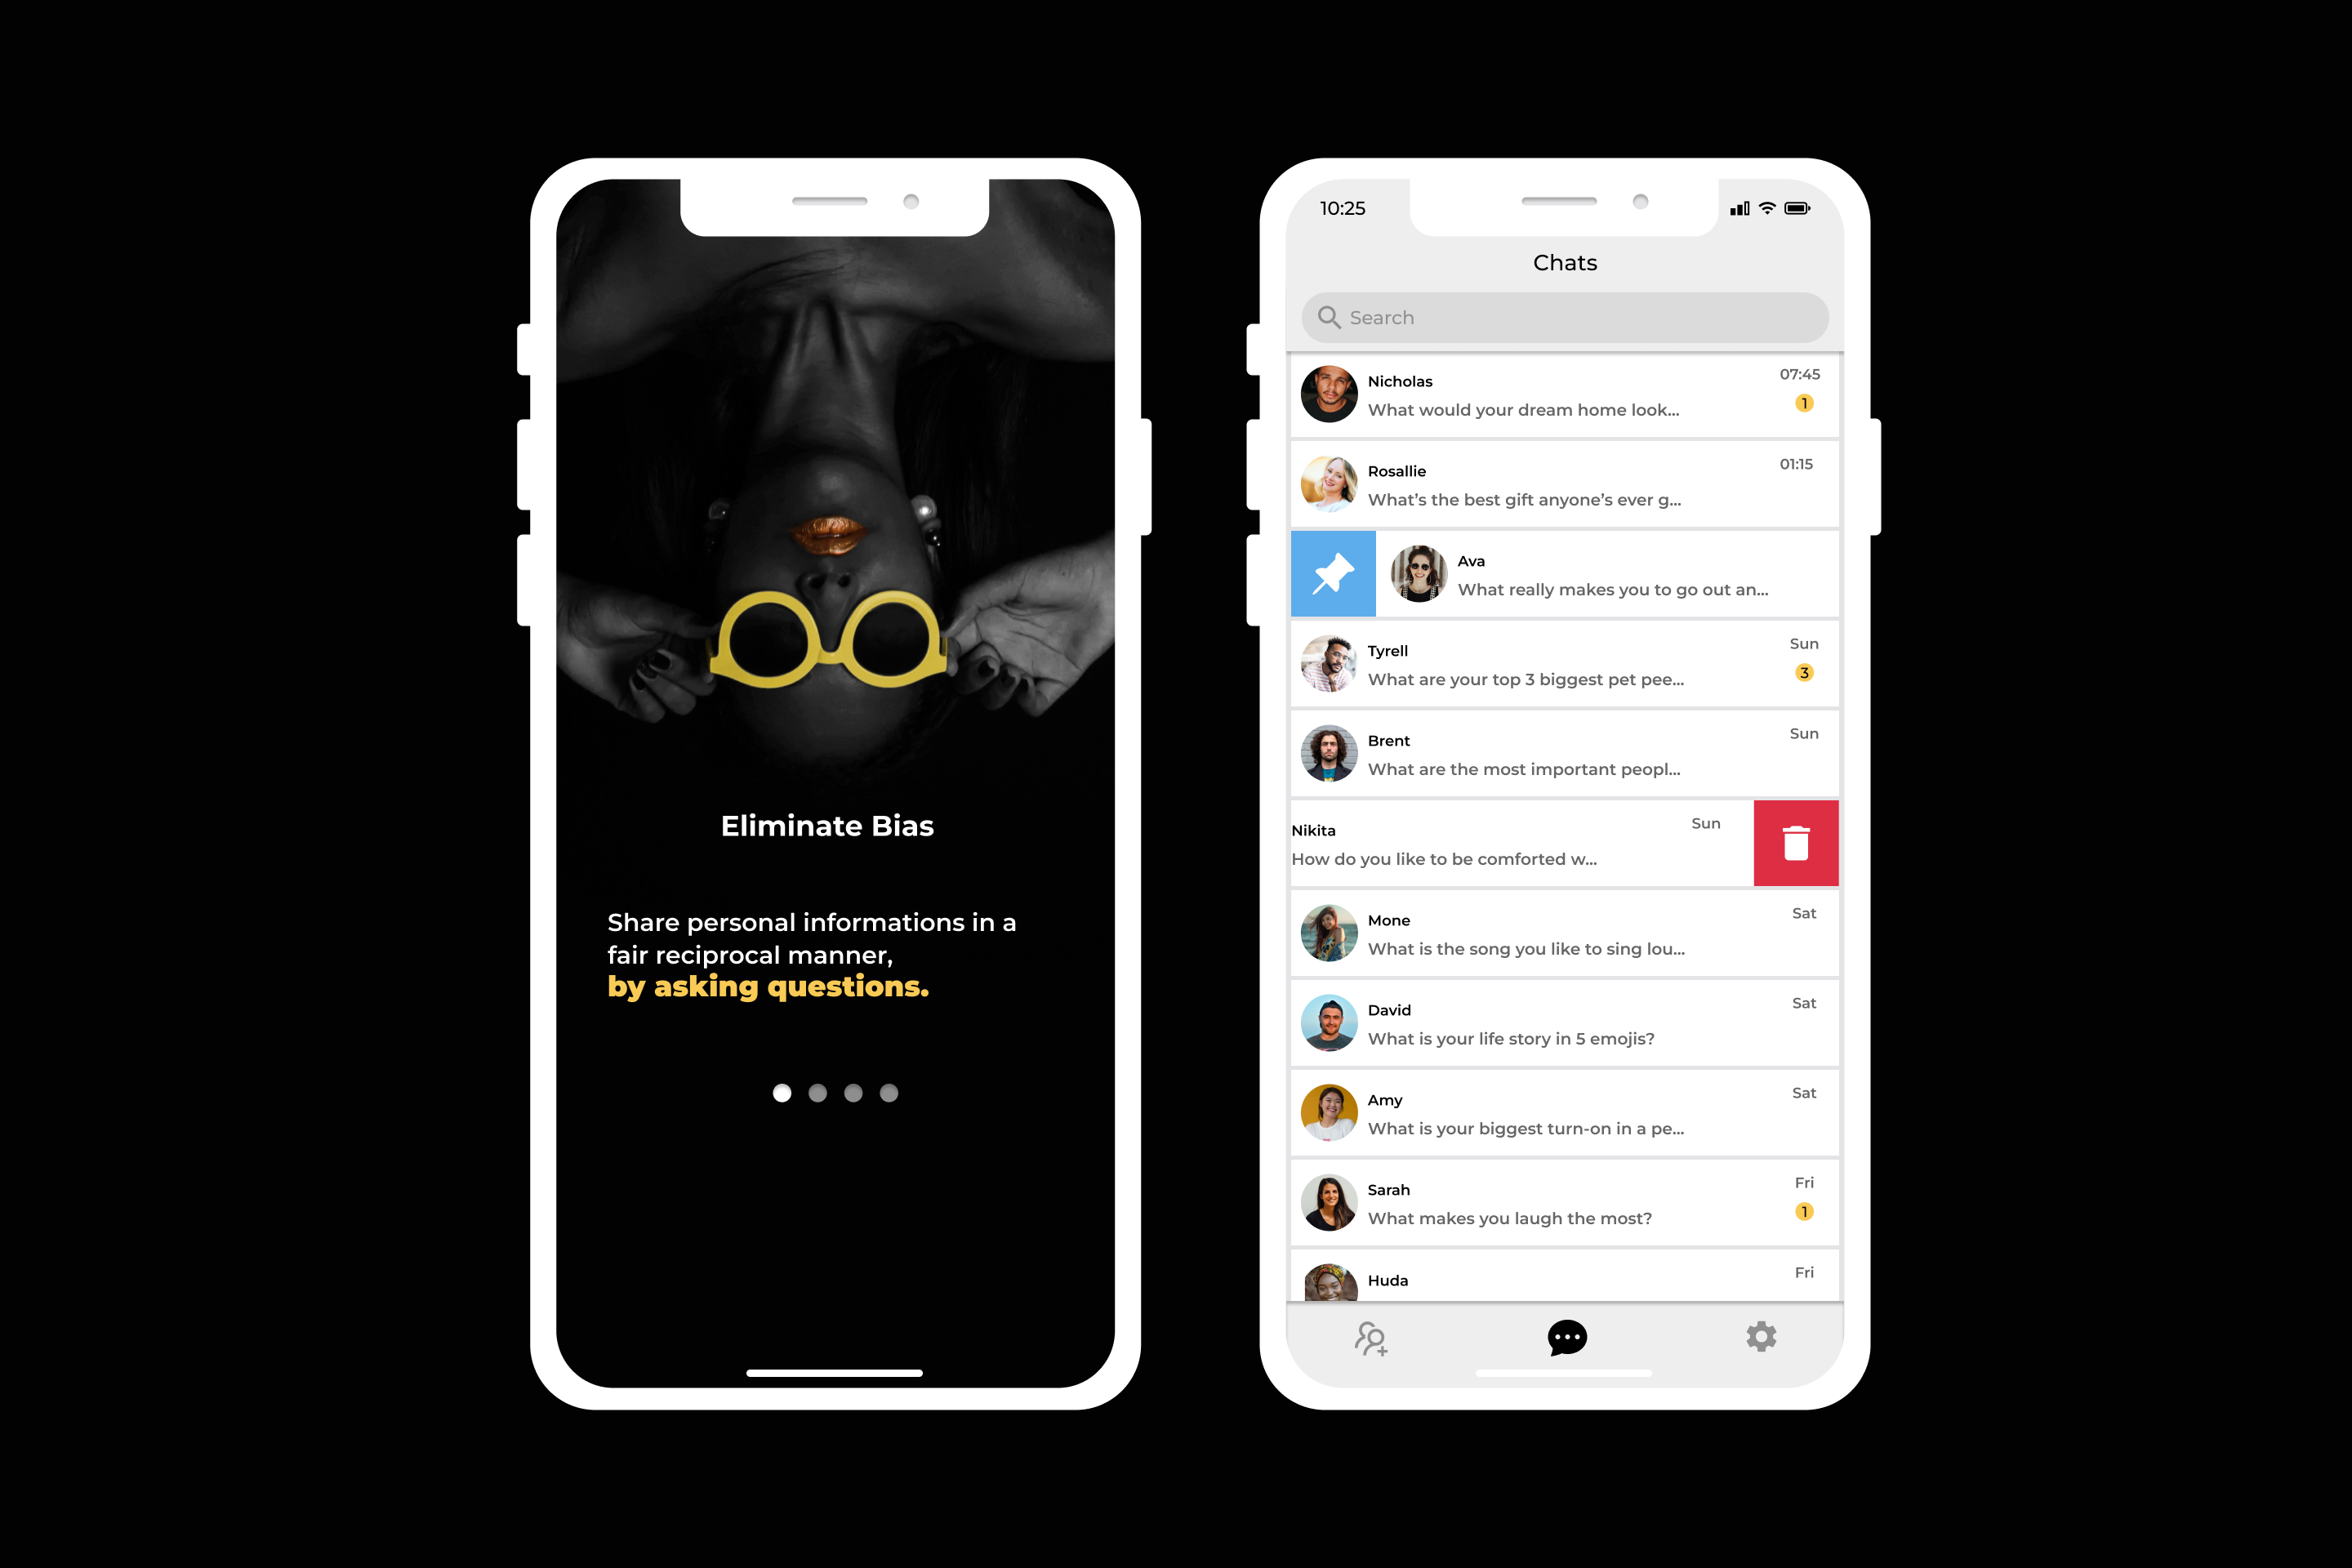 Eliminate Bias
Share personal informations in a
fair reciprocal manner,
by asking questions.
10:25
Chats
Search
Nicholas
07:45
What would your dream home look...
1
Rosallie
01:15
What's the best gift anyone's ever g...
Ava
What really makes you to go out an...
Tyrell
Sun
What are your top 3 biggest pet pee...
3
Brent
Sun
What are the most important peopl...
Nikita
Sun
How do you like to be comforted w...
Mone
Sat
What is the song you like to sing lou...
David
Sat
What is your life story in 5 emojis?
Amy
Sat
What is your biggest turn-on in a pe...
Sarah
Fri
What makes you laugh the most?
1
Huda
Fri